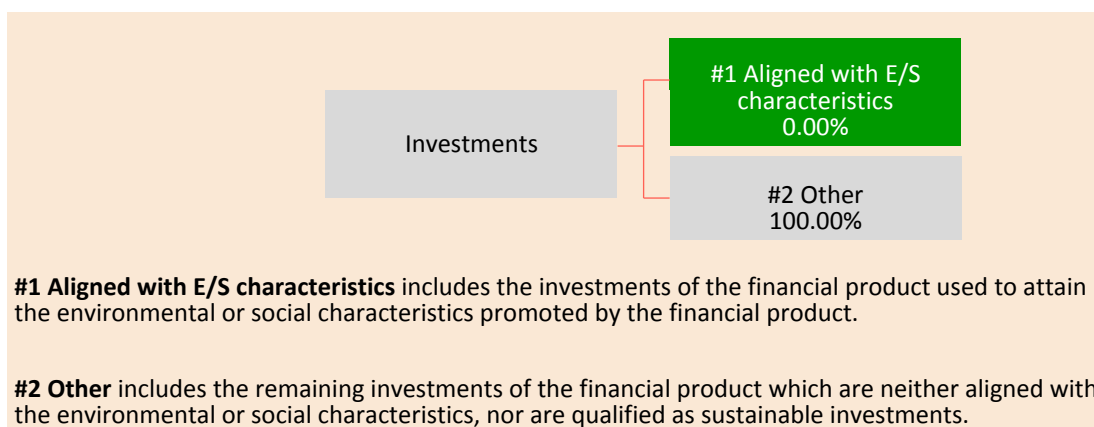 #1 Aligned with E/S
characteristics
0.00%
Investments
#2 Other
100.00%
#1 Aligned with E/S characteristics includes the investments of the financial product used to attain
the environmental or social characteristics promoted by the financial product.
#2 Other includes the remaining investments of the financial product which are neither aligned with
the environmental or social characteristics, nor are qualified as sustainable investments.